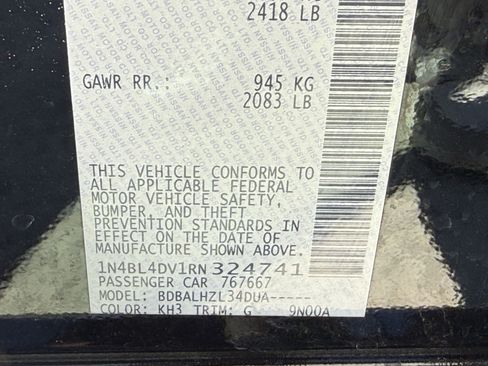 2418 LB
GAWR RR.: 945 KG
2083 LB
THIS VEHICLE CONFORMS TO
ALL APPLICABLE FEDERAL
MOTOR VEHICLE SAFETY,
BUMPER, AND THEFT
PREVENTION STANDARDS IN
EFFECT ON THE DATE OF
MANUFACTURE SHOWN ABOVE.
1N4BL4DV1RN324741
PASSENGER CAR 767667
MODEL: BDBALHZL34DUA-----
COLOR: KH3 TRIM: G 9N00A